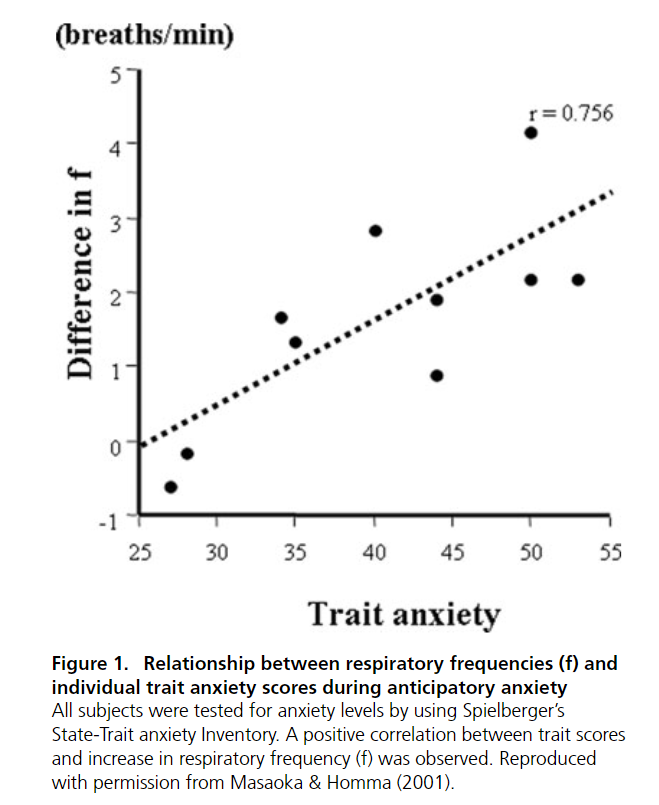 (breaths/min)
5
r = 0.756
4
3
2
1
0
-1
Difference in f
25 30 35 40 45 50 55
Trait anxiety
Figure 1. Relationship between respiratory frequencies (f) and
individual trait anxiety scores during anticipatory anxiety
All subjects were tested for anxiety levels by using Spielberger’s
State-Trait anxiety Inventory. A positive correlation between trait scores
and increase in respiratory frequency (f) was observed. Reproduced
with permission from Masaoka & Homma (2001).